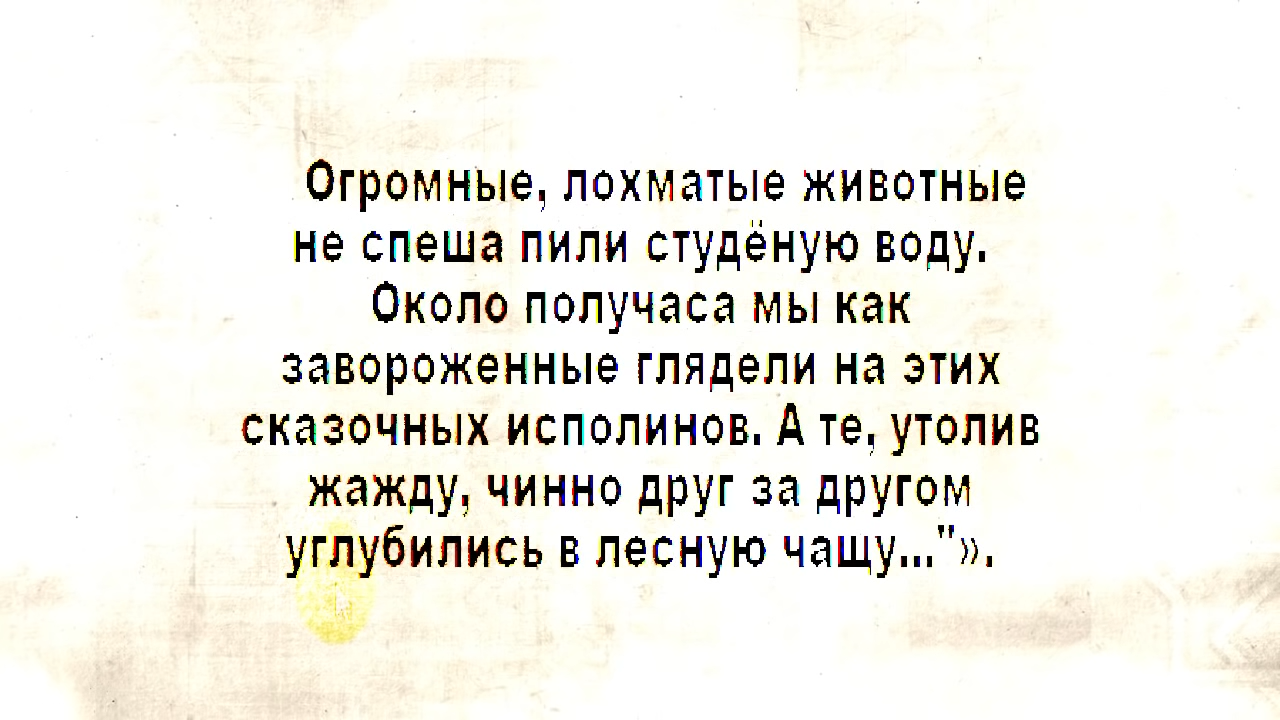 Огромные, лохматые животные
не спеша пили студёную воду.
Около получаса мы как
завороженные глядели на этих
сказочных исполинов. А те, утолив
жажду, чинно друг за другом
углубились в лесную чащу..."».